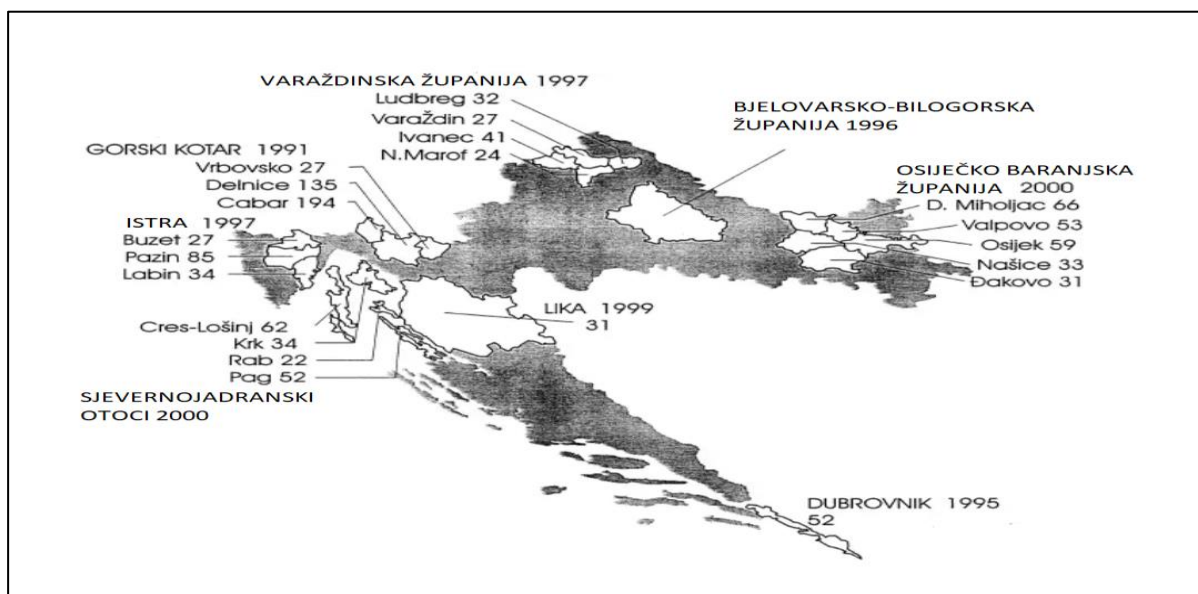 VARAŽDINSKA ŽUPANIJA 1997
Ludbreg 32
VaraŽdin 27
Ivanec 41
N.Marof 24
BJELOVARSKO-BILOGORSKA
ŽUPANIJA 1996
GORSKI KOTAR 1991
Vrbovsko 27
Delnice 135
Cabar 194
OSIJEČKO BARANJSKA
ŽUPANIJA 2000
D. Miholjac 66
Valpovo 53
Osijek 59
Našice 33
Đakovo 31
ISTRA 1997
Buzet 27
Pazin 85
Labin 34
LIKA 1999
31
Cres-Lošinj 62
Krk 34
Rab 22
Pag 52
SJEVERNOJADRANSKI
OTOCI 2000
DUBROVNIK 1995
52